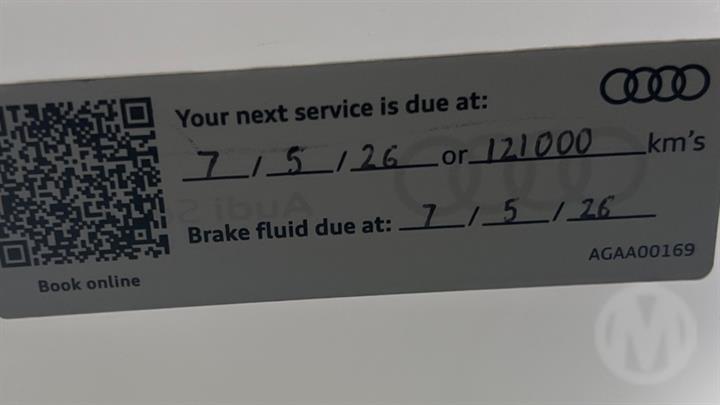 Your next service is due at:
7 / 5 / 26 or 121000 km's
Brake fluid due at: 7 / 5 / 26
AGAA00169
Book online
M